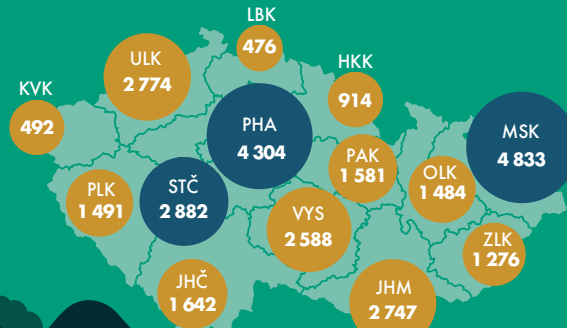 LBK
476
ULK
2 774
HKK
914
KVK
492
PHA
4 304
MSK
4 833
PAK
1 581
OLK
1 484
PLK
1 491
STČ
2 882
VYS
2 588
ZLK
1 276
JHČ
1 642
JHM
2 747